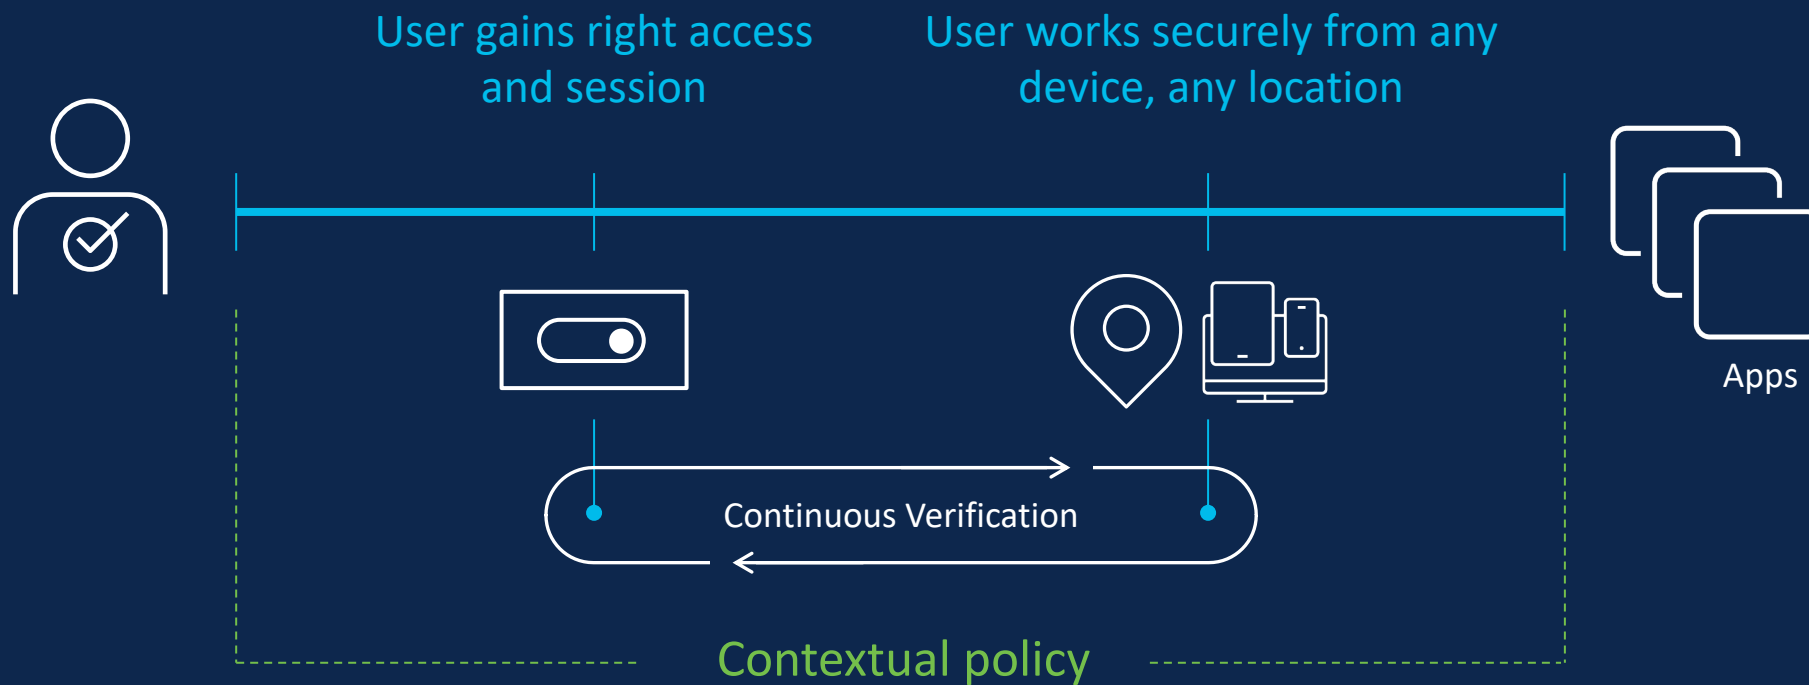 User gains right access
and session
User works securely from any
device, any location
Apps
Continuous Verification
Contextual policy